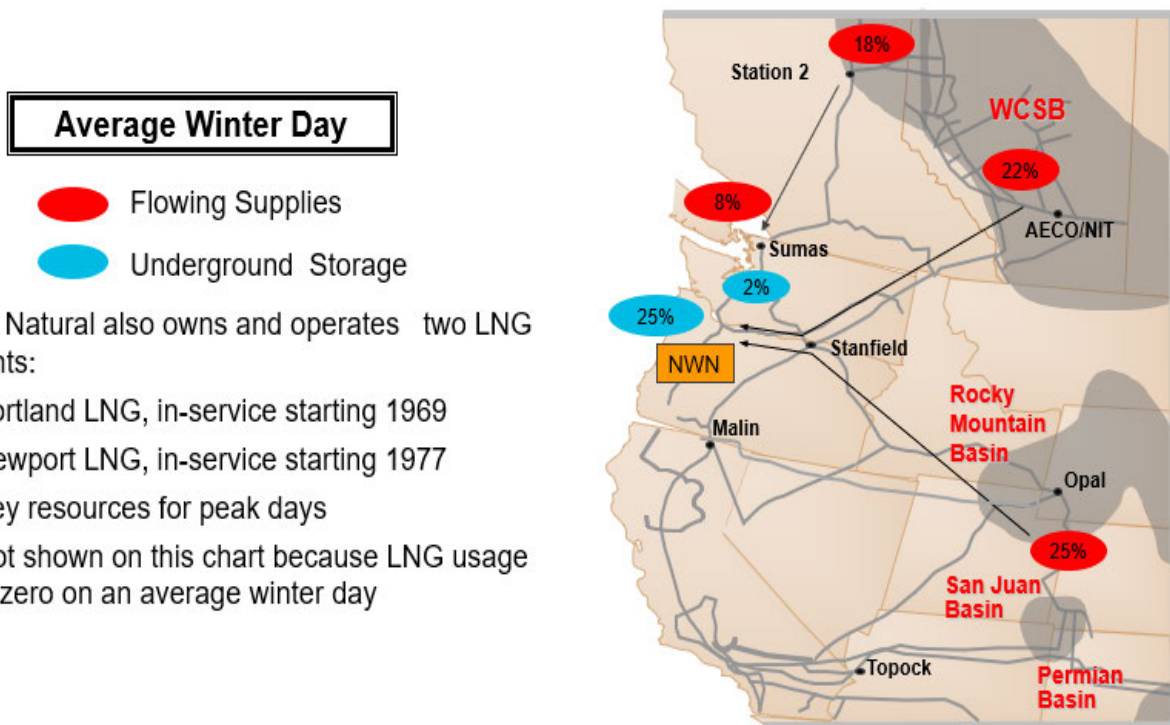 Average Winter Day
Flowing Supplies
Underground Storage
Natural also owns and operates two LNG
nts:
ortland LNG, in-service starting 1969
ewport LNG, in-service starting 1977
ey resources for peak days
ot shown on this chart because LNG usage
zero on an average winter day
18%
Station 2
WCSB
22%
8%
AECO/NIT
Sumas
2%
25%
Stanfield
NWN
Rocky
Mountain
Basin
Malin
Opal
25%
San Juan
Basin
Topock
Permian
Basin